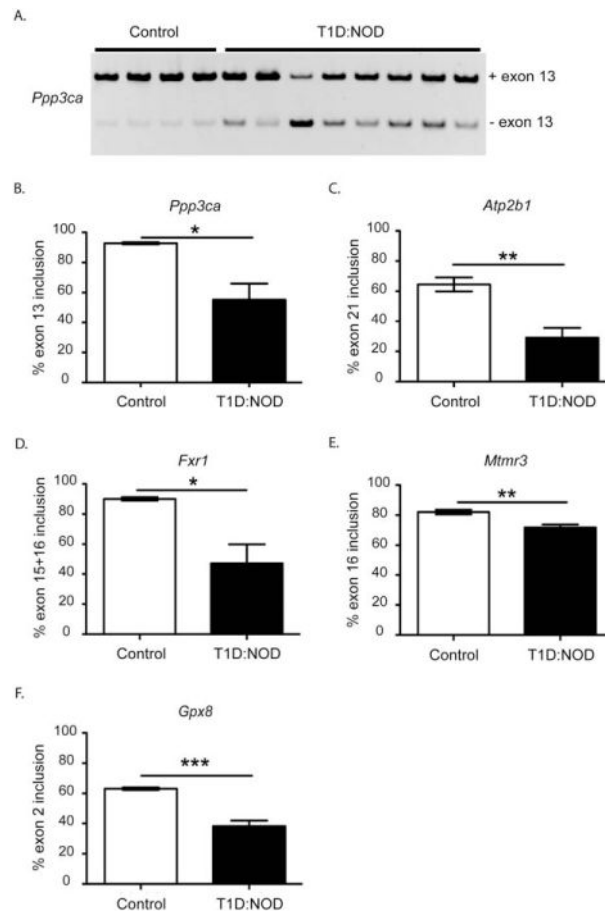 A.
Control T1D:NOD
Ppp3ca
+ exon 13
- exon 13
B.
Ppp3ca
*
% exon 13 inclusion
100
80
60
40
20
0
Control T1D:NOD
C.
Atp2b1
**
% exon 21 inclusion
100
80
60
40
20
0
Control T1D:NOD
D.
Fxr1
*
% exon 15+16 inclusion
100
80
60
40
20
0
Control T1D:NOD
E.
Mtmr3
**
% exon 16 inclusion
100
80
60
40
20
0
Control T1D:NOD
F.
Gpx8
***
% exon 2 inclusion
100
80
60
40
20
0
Control T1D:NOD